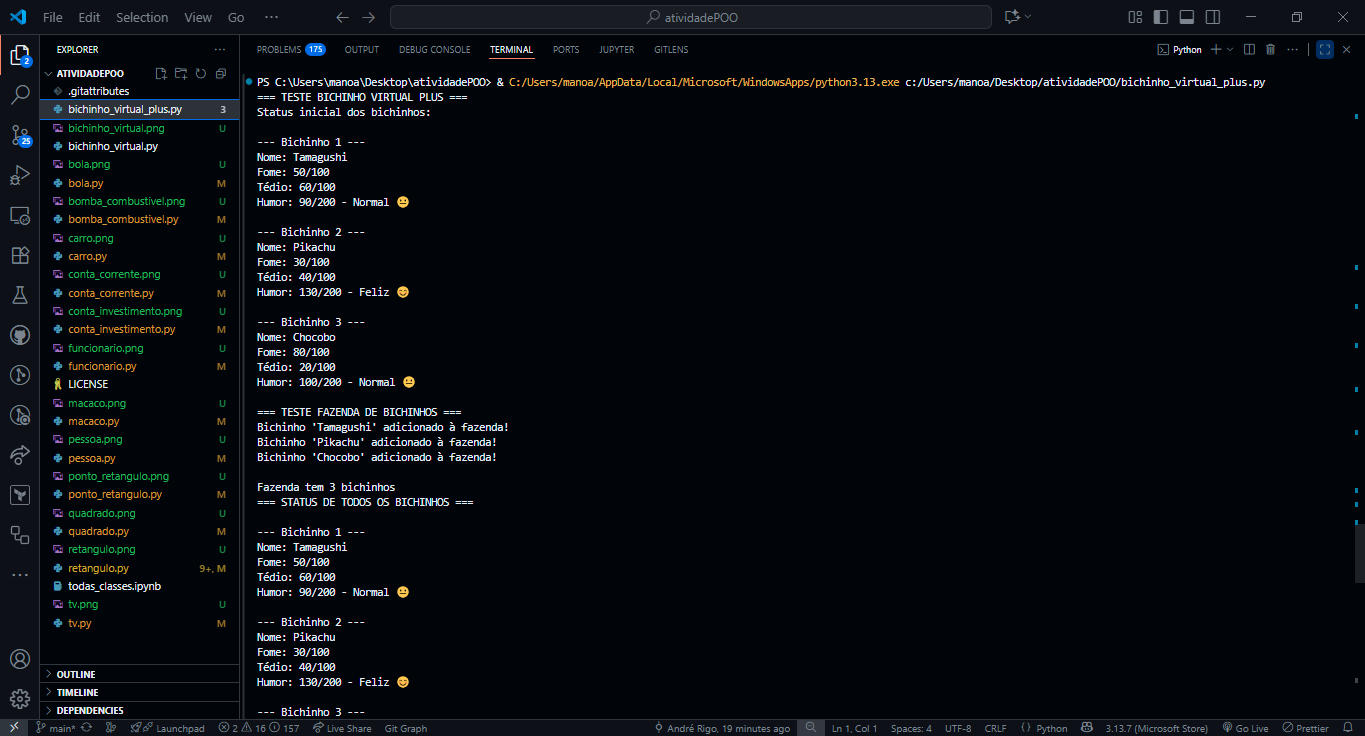 File Edit Selection View Go ···
atividadePOO
EXPLORER
ATIVIDADEPOO
.gitattributes
bichinho_virtual_plus.py 3
bichinho_virtual.png U
bichinho_virtual.py
bola.png U
bola.py M
bomba_combustivel.png U
bomba_combustivel.py M
carro.png U
carro.py M
conta_corrente.png U
conta_corrente.py M
conta_investimento.png U
conta_investimento.py M
funcionario.png U
funcionario.py M
LICENSE
macaco.png U
macaco.py M
pessoa.png U
pessoa.py M
ponto_retangulo.png U
ponto_retangulo.py M
quadrado.png U
quadrado.py M
retangulo.png U
retangulo.py 9+, M
todas_classes.ipynb
tv.png U
tv.py M
OUTLINE
TIMELINE
DEPENDENCIES
2
25
PROBLEMS 175 OUTPUT DEBUG CONSOLE TERMINAL PORTS JUPYTER GITLENS
Python
PS C:\Users\manoa\Desktop\atividadePOO> & C:/Users/manoa/AppData/Local/Microsoft/WindowsApps/python3.13.exe c:/Users/manoa/Desktop/atividadePOO/bichinho_virtual_plus.py
=== TESTE BICHINHO VIRTUAL PLUS ===
Status inicial dos bichinhos:
--- Bichinho 1 ---
Nome: Tamagushi
Fome: 50/100
Tédio: 60/100
Humor: 90/200 - Normal 😐
--- Bichinho 2 ---
Nome: Pikachu
Fome: 30/100
Tédio: 40/100
Humor: 130/200 - Feliz 😊
--- Bichinho 3 ---
Nome: Chocobo
Fome: 80/100
Tédio: 20/100
Humor: 100/200 - Normal 😐
=== TESTE FAZENDA DE BICHINHOS ===
Bichinho 'Tamagushi' adicionado à fazenda!
Bichinho 'Pikachu' adicionado à fazenda!
Bichinho 'Chocobo' adicionado à fazenda!
Fazenda tem 3 bichinhos
=== STATUS DE TODOS OS BICHINHOS ===
--- Bichinho 1 ---
Nome: Tamagushi
Fome: 50/100
Tédio: 60/100
Humor: 90/200 - Normal 😐
--- Bichinho 2 ---
Nome: Pikachu
Fome: 30/100
Tédio: 40/100
Humor: 130/200 - Feliz 😊
--- Bichinho 3 ---
main* Launchpad 2 16 157 Live Share Git Graph André Rigo, 19 minutes ago Ln 1, Col 1 Spaces: 4 UTF-8 CRLF Python 3.13.7 (Microsoft Store) Go Live Prettier